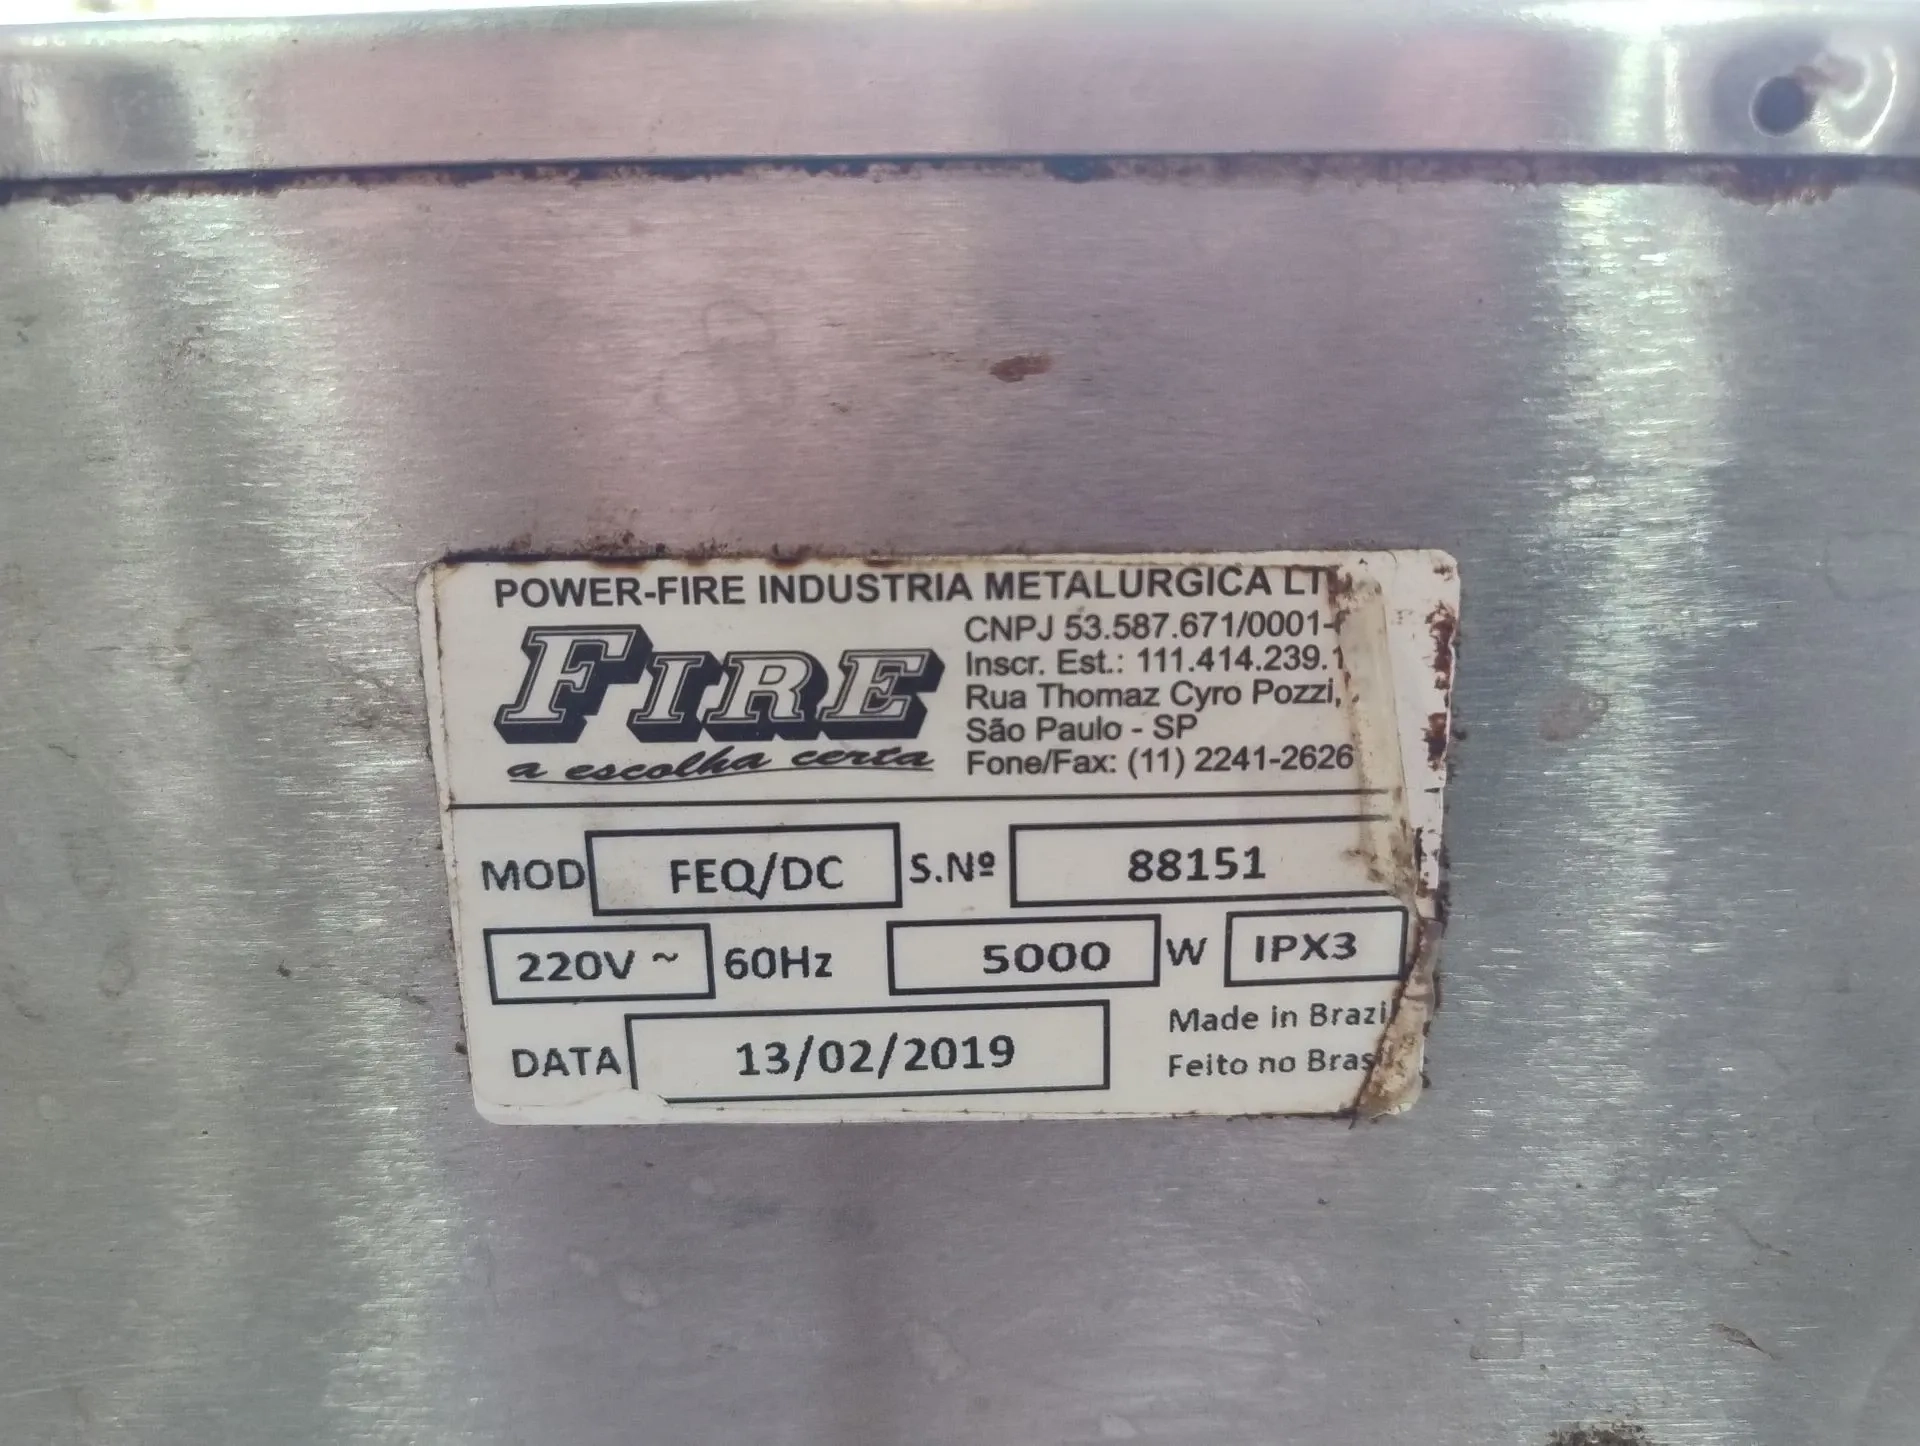 POWER-FIRE INDUSTRIA METALURGICA
FIRE
a escolha certa
CNPJ 53.587.671/0001-
Inscr. Est.: 111.414.239.1
Rua Thomaz Cyro Pozzi,
São Paulo - SP
Fone/Fax: (11) 2241-2626
MOD FEQ/DC S.Nº 88151
220V ~ 60Hz 5000 W IPX3
DATA 13/02/2019
Made in Brazil
Feito no Brasil